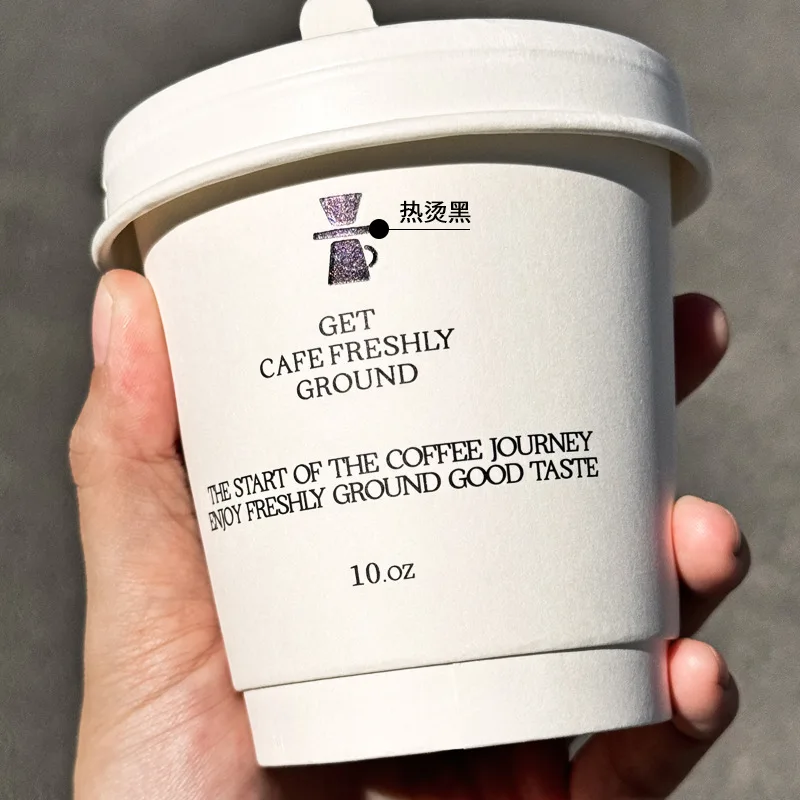 热烫黑
GET
CAFE FRESHLY
GROUND
THE START OF THE COFFEE JOURNEY
ENJOY FRESHLY GROUND GOOD TASTE
10.OZ